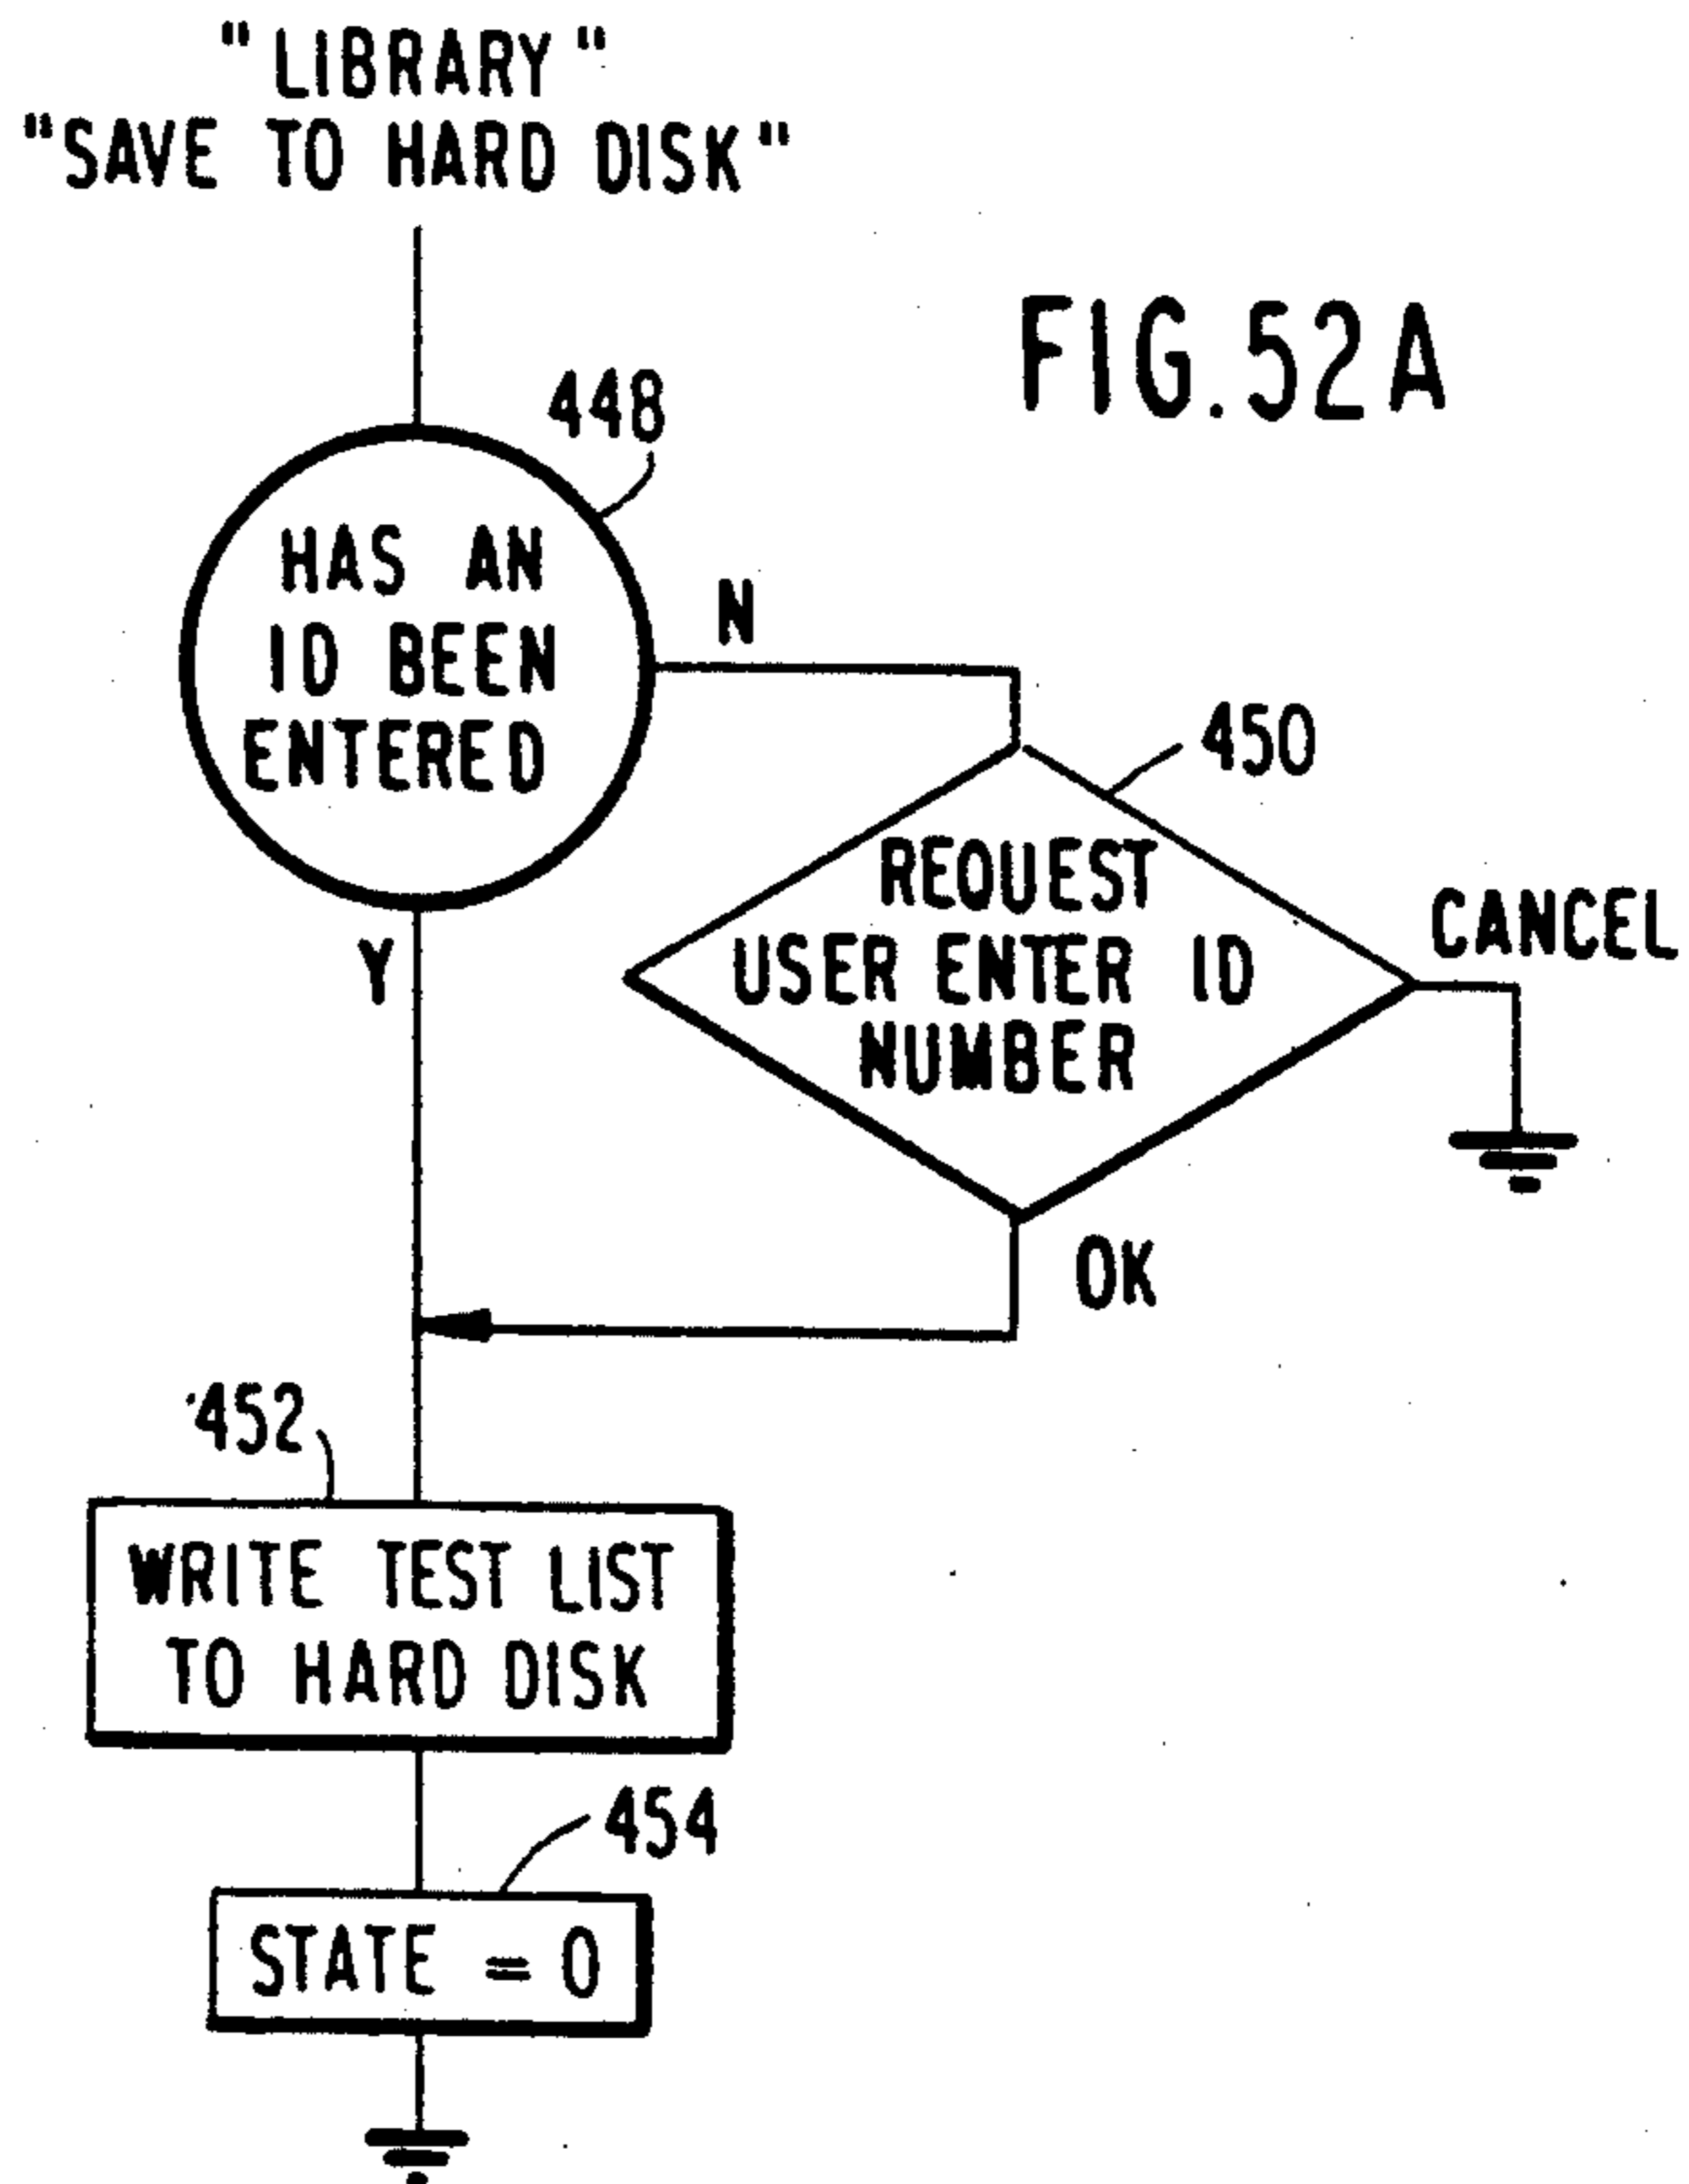 "LIBRARY"
"SAVE TO HARD DISK"
FIG.52A
448
HAS AN
ID BEEN
ENTERED
N
450
REQUEST
USER ENTER ID
NUMBER
CANCEL
Y
OK
452
WRITE TEST LIST
TO HARD DISK
454
STATE = 0